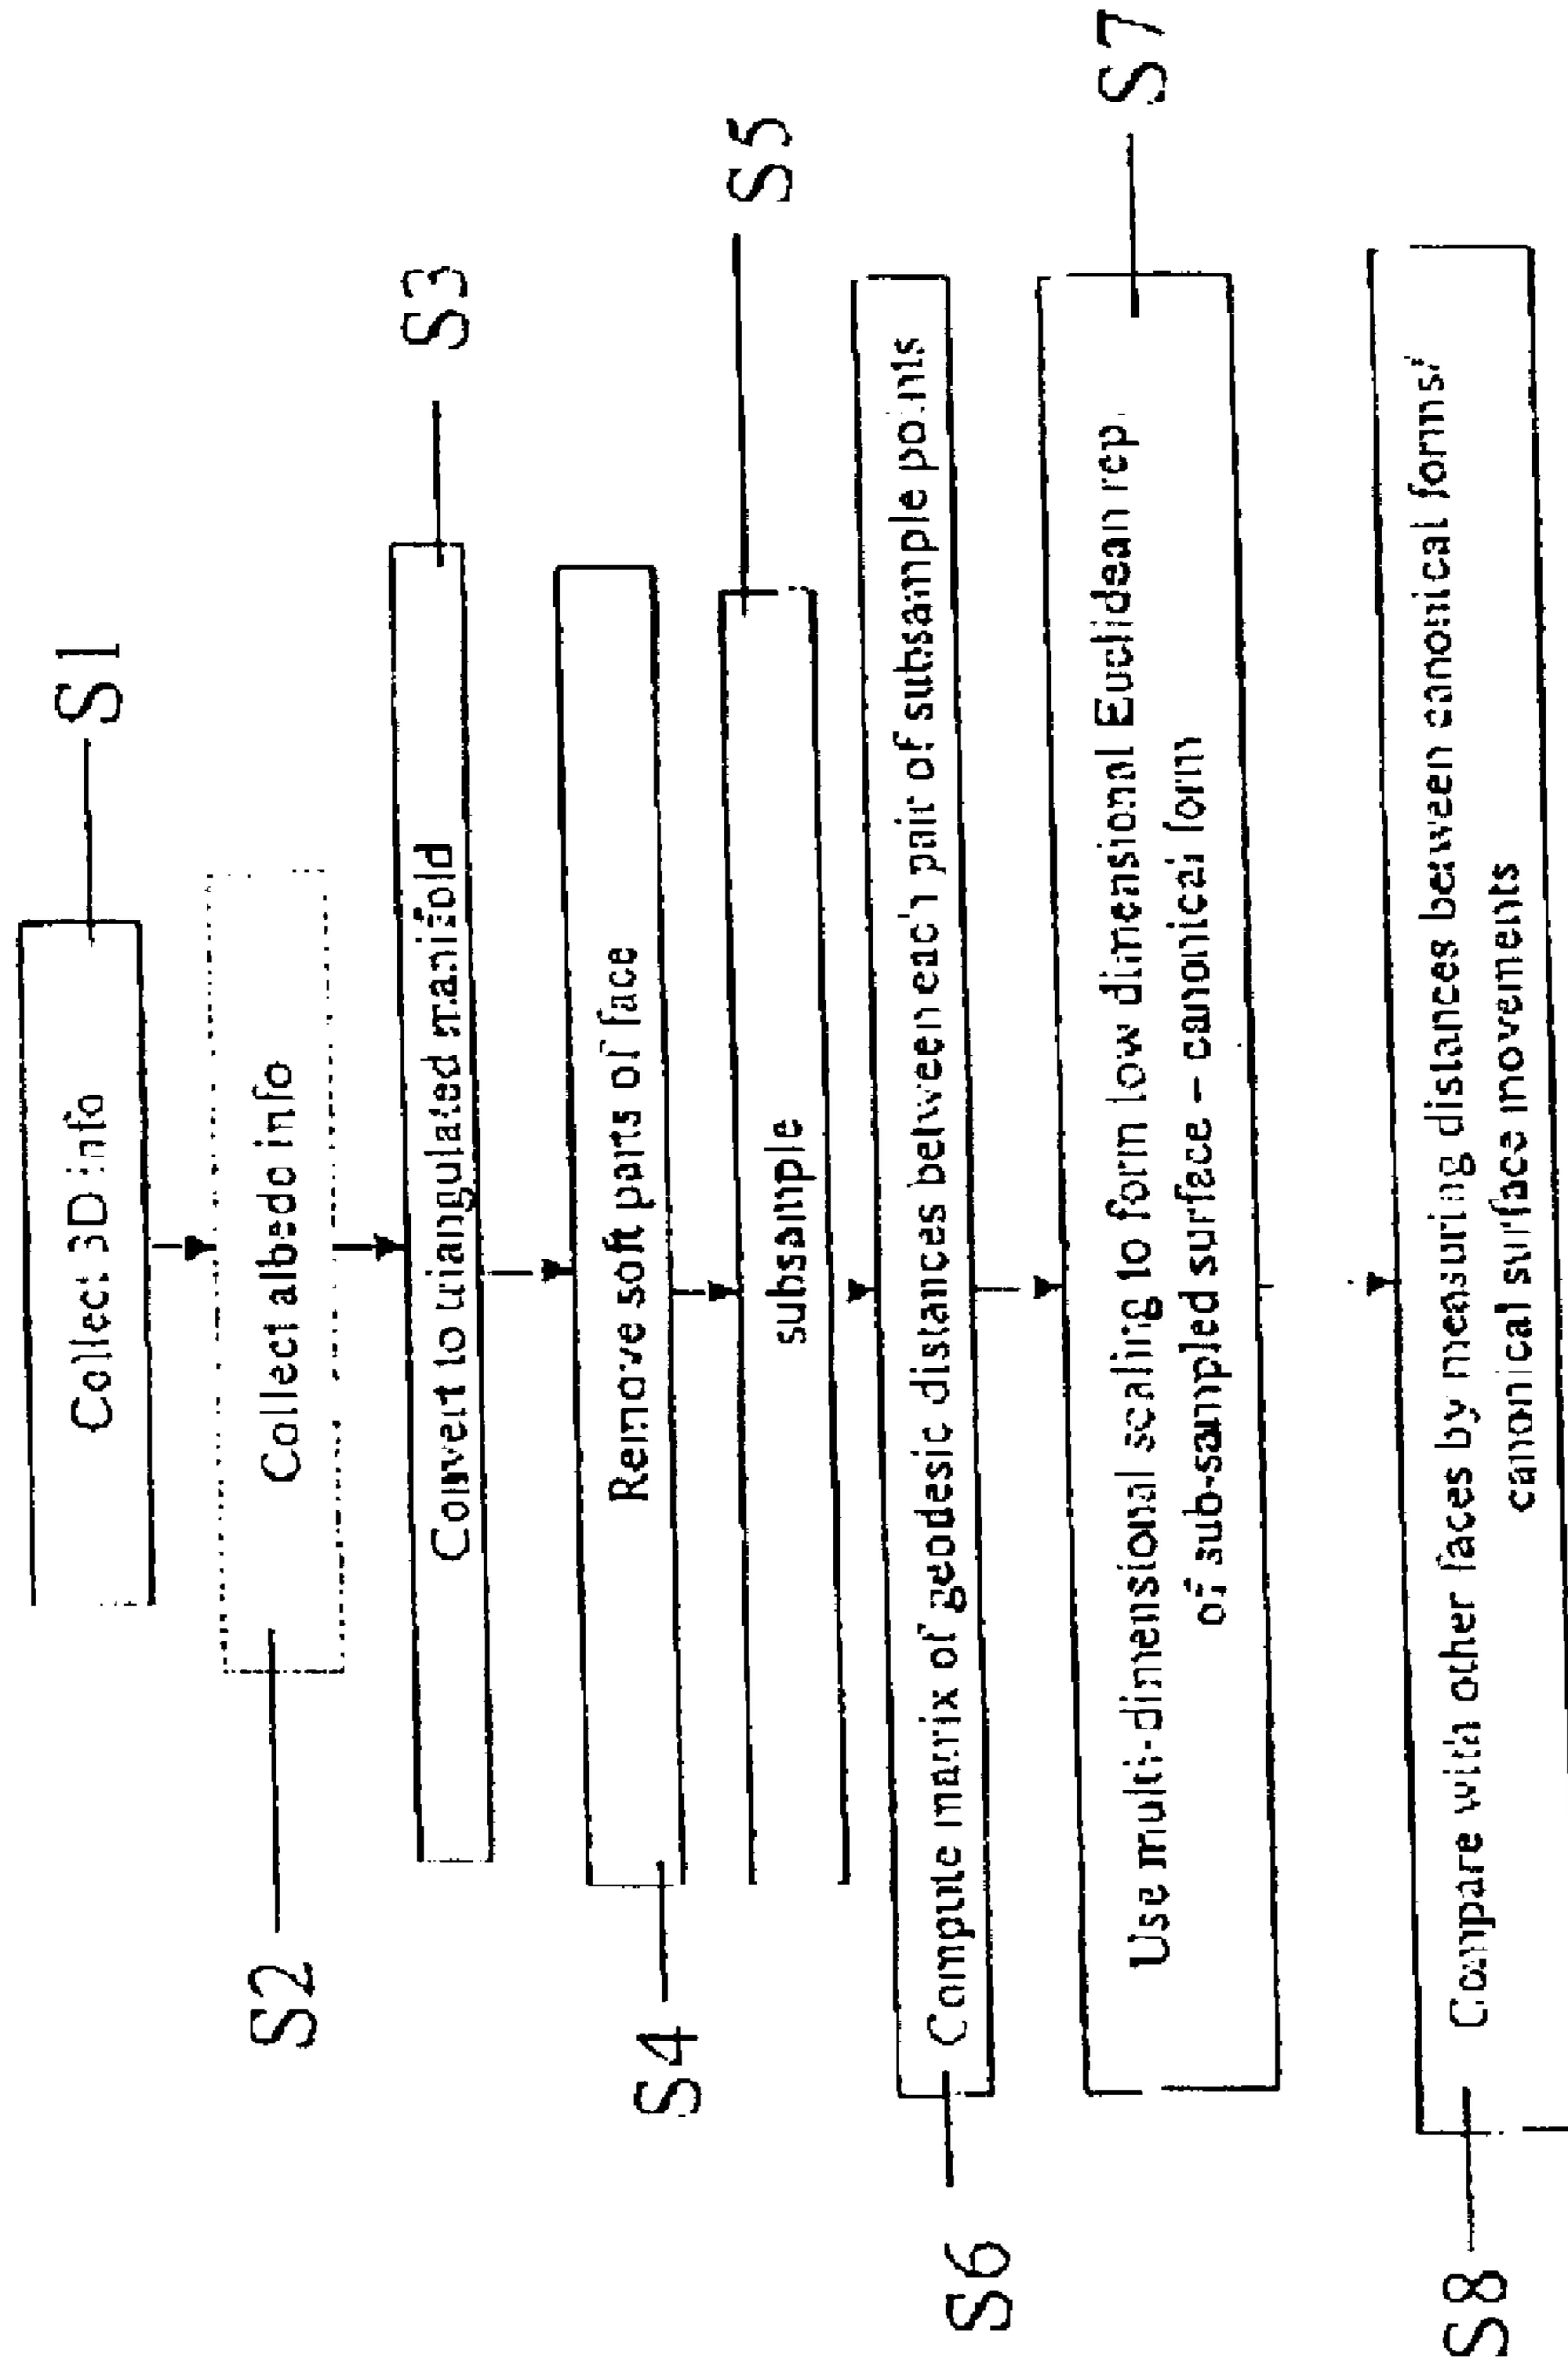 Collect 3D info
S1
Collect albedo info
S2
Convert to triangulated manifold
S3
Remove soft parts of face
S4
subsample
S5
Compute matrix of geodesic distances between each pair of subsample points
S6
Use multi-dimensional scaling to form low dimensional Euclidean rep.
of sub-sampled surface – canonical form
S7
Compare with other faces by measuring distances between canonical forms/
canonical surface movements
S8